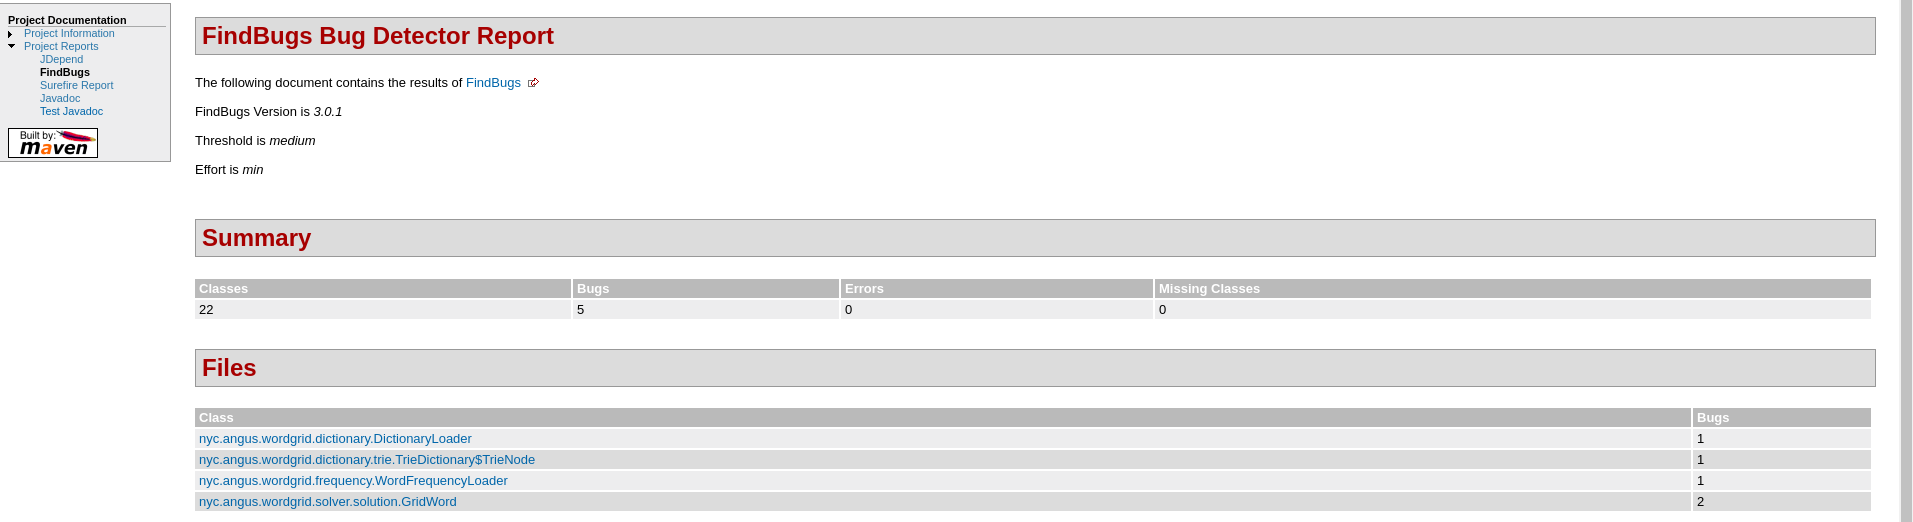 Project Documentation
Project Information
Project Reports
JDepend
FindBugs
Surefire Report
Javadoc
Test Javadoc
Built by:
maven
FindBugs Bug Detector Report
The following document contains the results of FindBugs
FindBugs Version is 3.0.1
Threshold is medium
Effort is min
Summary
Classes Bugs Errors Missing Classes
22 5 0 0
Files
Class Bugs
nyc.angus.wordgrid.dictionary.DictionaryLoader 1
nyc.angus.wordgrid.dictionary.trie.TrieDictionary$TrieNode 1
nyc.angus.wordgrid.frequency.WordFrequencyLoader 1
nyc.angus.wordgrid.solver.solution.GridWord 2